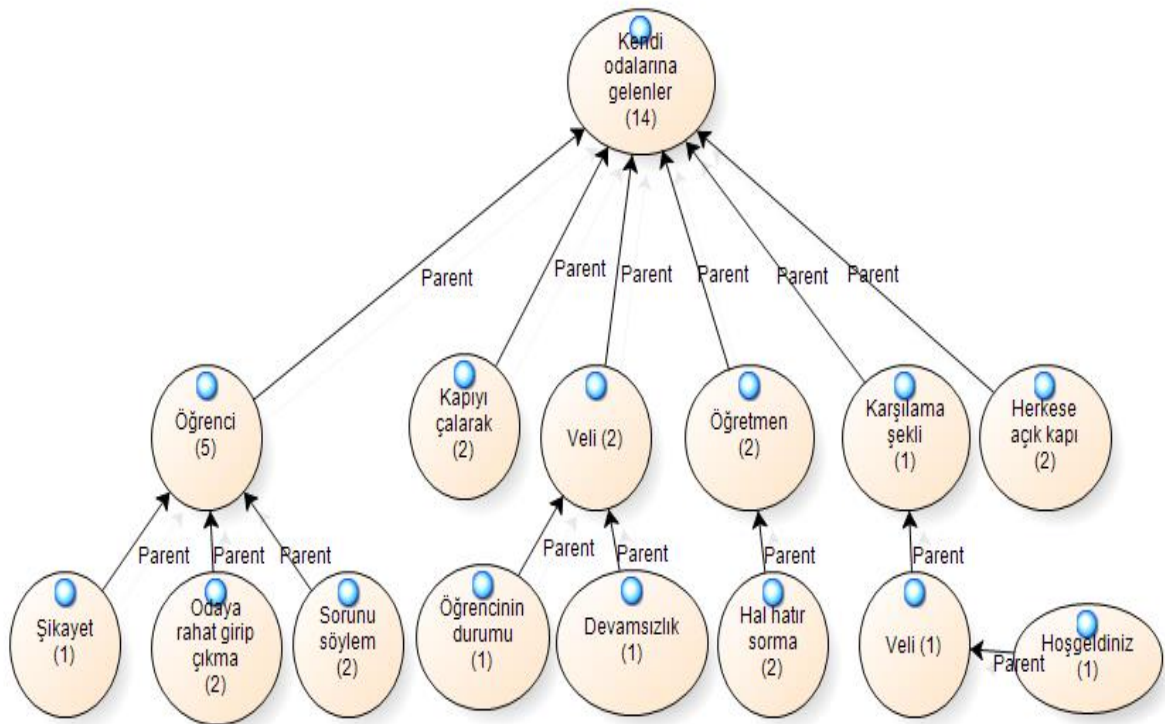 Kendi
odalarına
gelenler
(14)
Parent
Parent
Parent
Parent
Parent
Parent
Öğrenci
(5)
Kapıyı
çalarak
(2)
Veli (2)
Öğretmen
(2)
Karşılama
şekli
(1)
Herkese
açık kapı
(2)
Parent
Parent
Parent
Parent
Parent
Parent
Parent
Şikayet
(1)
Odaya
rahat girip
çıkma
(2)
Sorunu
söylem
(2)
Öğrencinin
durumu
(1)
Devamsızlık
(1)
Hal hatır
sorma
(2)
Veli (1)
Parent
Hoşgeldiniz
(1)